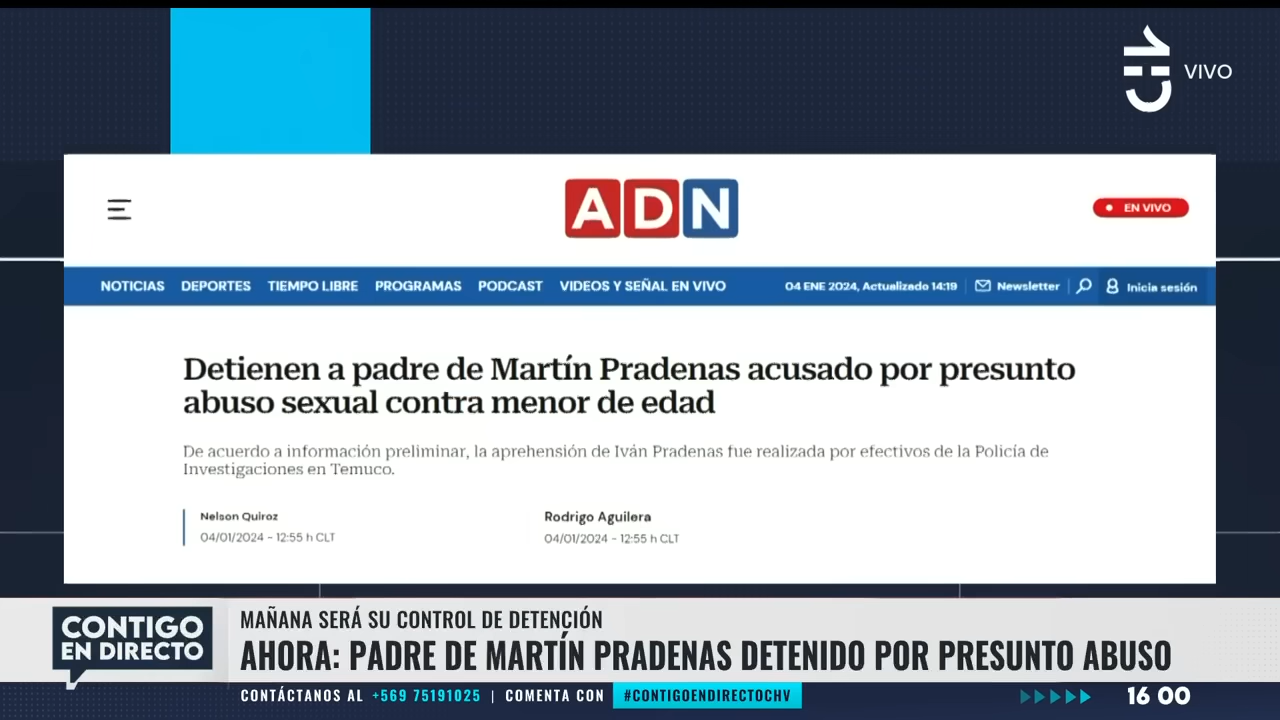 CHV
VIVO
ADN
EN VIVO
NOTICIAS DEPORTES TIEMPO LIBRE PROGRAMAS PODCAST VIDEOS Y SEÑAL EN VIVO 04 ENE 2024, Actualizado 14:19 Newsletter Inicia sesión
Detienen a padre de Martín Pradenas acusado por presunto
abuso sexual contra menor de edad
De acuerdo a información preliminar, la aprehensión de Iván Pradenas fue realizada por efectivos de la Policía de
Investigaciones en Temuco.
Nelson Quiroz
04/01/2024 - 12:55 h CLT
Rodrigo Aguilera
04/01/2024 - 12:55 h CLT
CONTIGO
EN DIRECTO
MAÑANA SERÁ SU CONTROL DE DETENCIÓN
AHORA: PADRE DE MARTÍN PRADENAS DETENIDO POR PRESUNTO ABUSO
CONTÁCTANOS AL +569 75191025 | COMENTA CON #CONTIGOENDIRECTOCHV
16 00